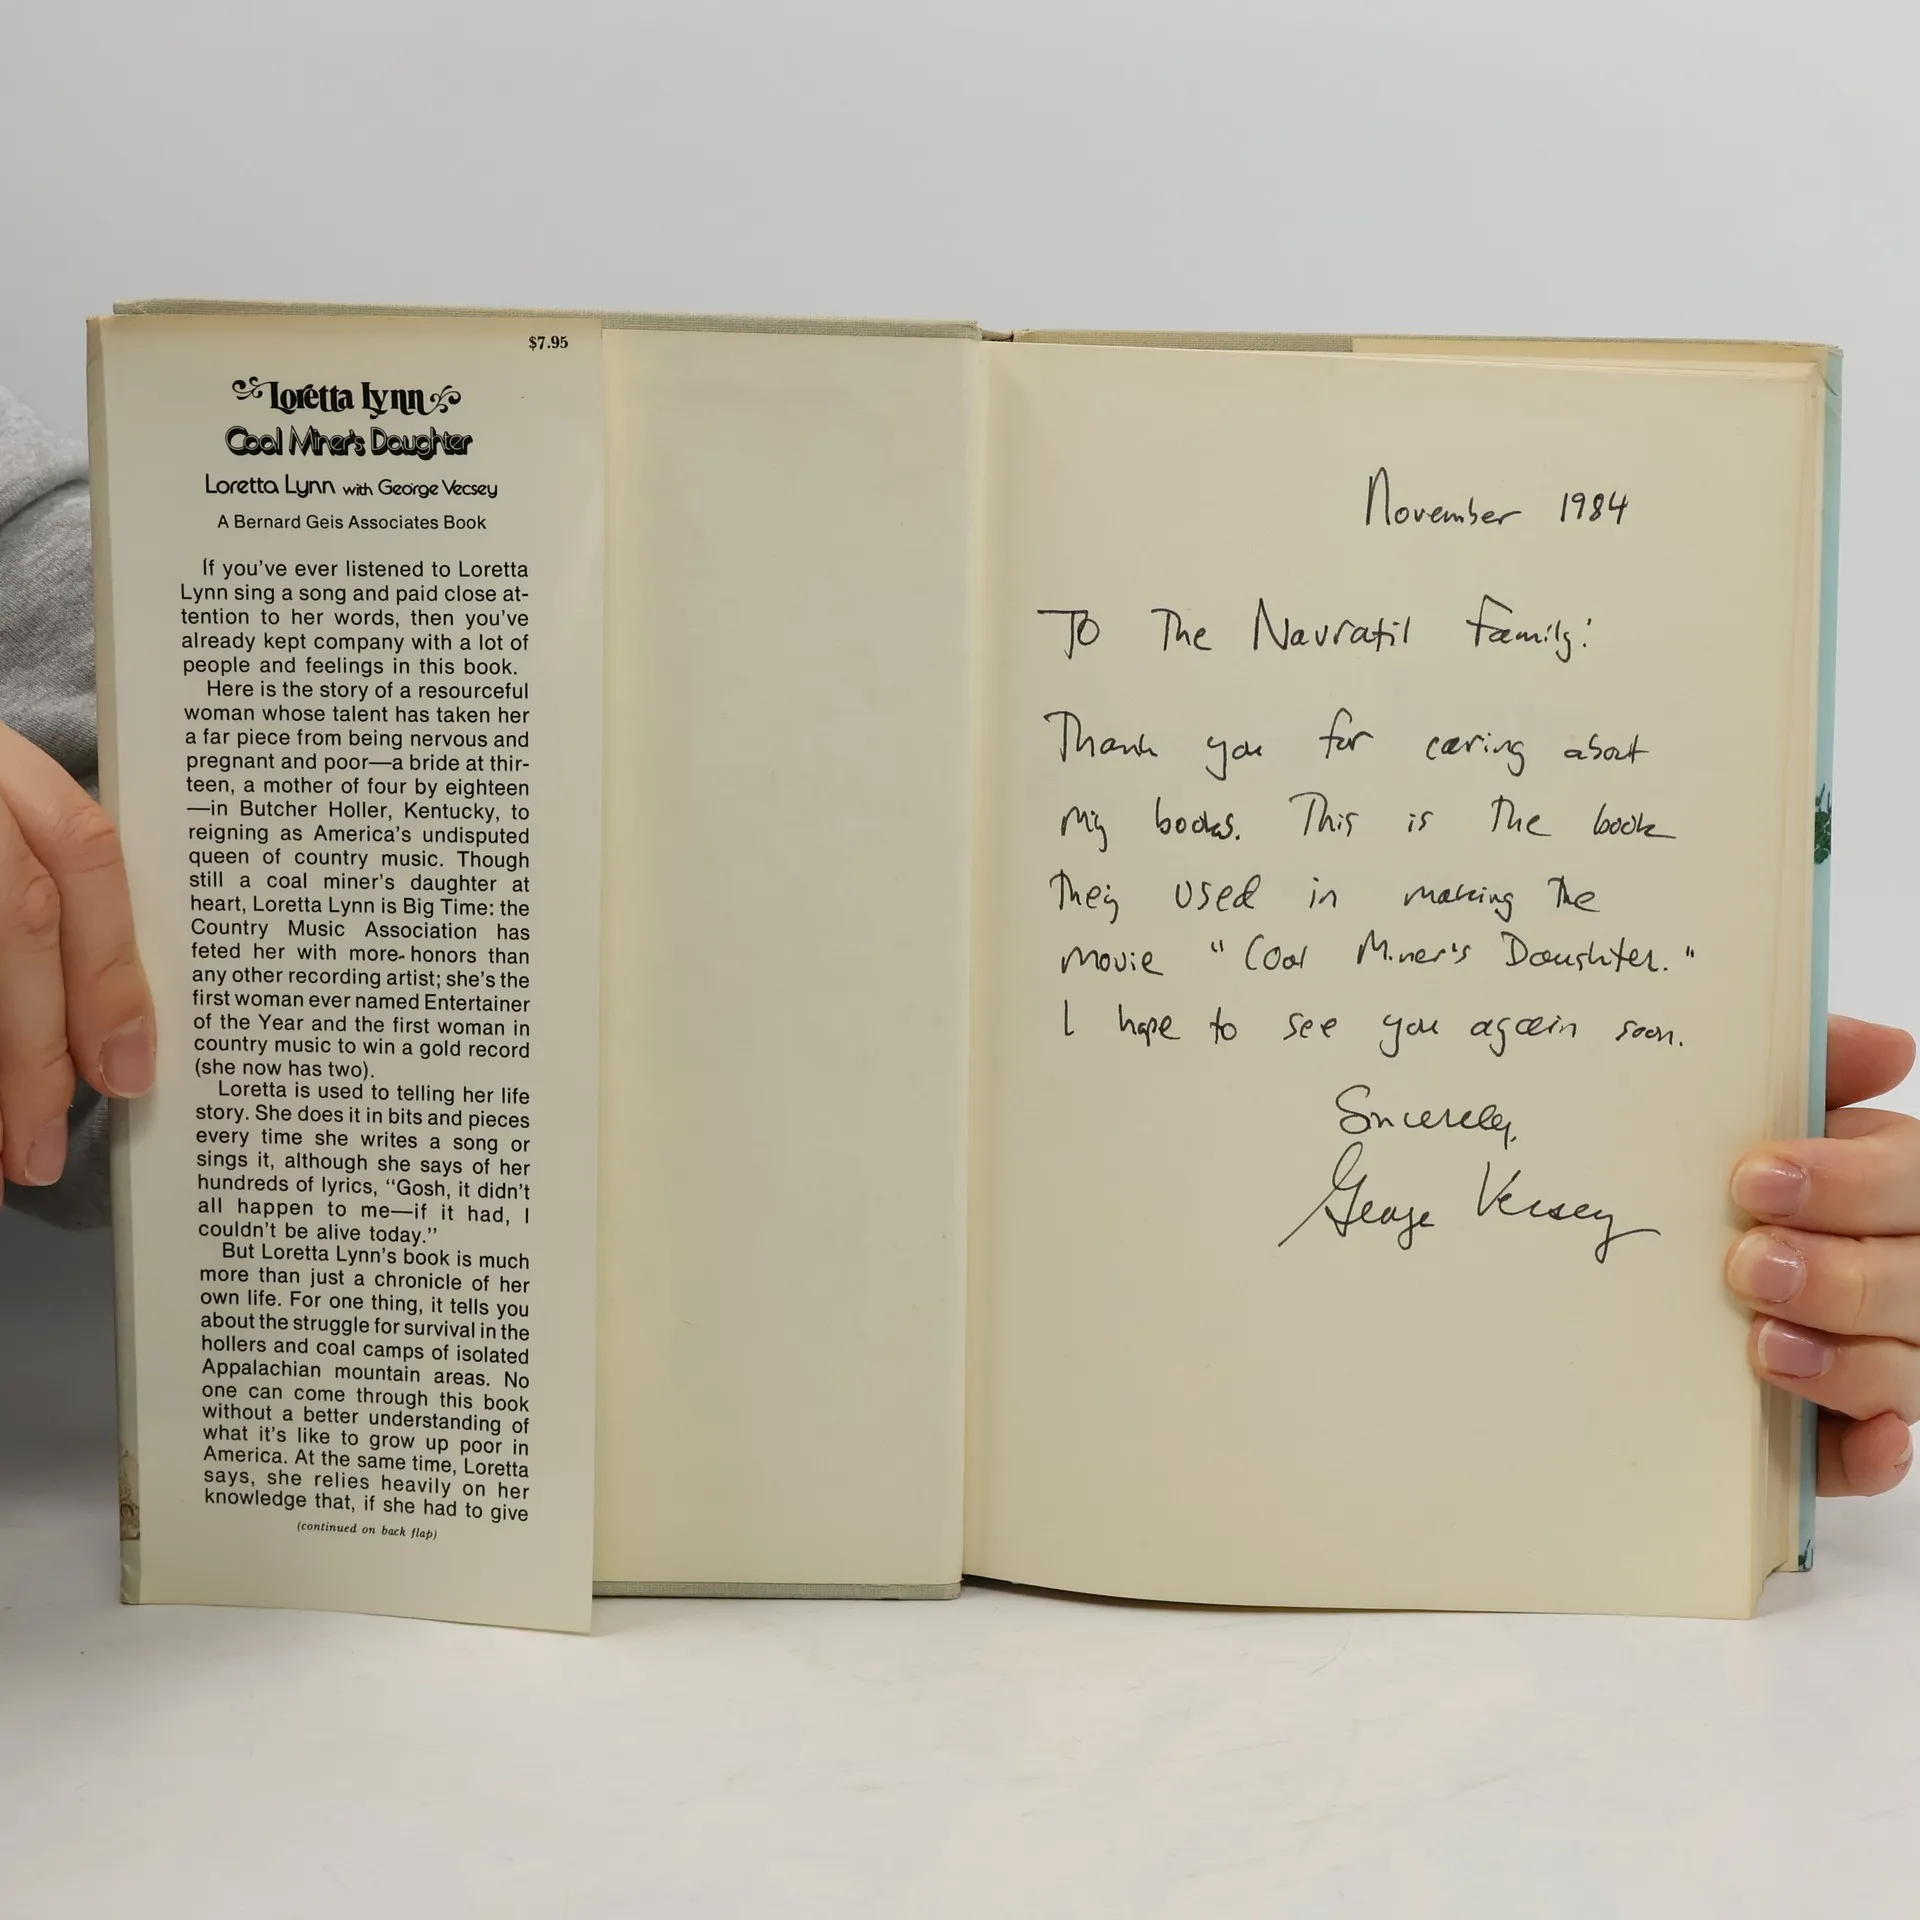 $7.95
Loretta Lynn
Coal Miner's Daughter
Loretta Lynn with George Vecsey
A Bernard Geis Associates Book
If you've ever listened to Loretta
Lynn sing a song and paid close at-
tention to her words, then you've
already kept company with a lot of
people and feelings in this book.
Here is the story of a resourceful
woman whose talent has taken her
a far piece from being nervous and
pregnant and poor—a bride at thir-
teen, a mother of four by eighteen
—in Butcher Holler, Kentucky, to
reigning as America's undisputed
queen of country music. Though
still a coal miner's daughter at
heart, Loretta Lynn is Big Time: the
Country Music Association has
feted her with more honors than
any other recording artist; she's the
first woman ever named Entertainer
of the Year and the first woman in
country music to win a gold record
(she now has two).
Loretta is used to telling her life
story. She does it in bits and pieces
every time she writes a song or
sings it, although she says of her
hundreds of lyrics, "Gosh, it didn't
all happen to me—if it had, I
couldn't be alive today."
But Loretta Lynn's book is much
more than just a chronicle of her
own life. For one thing, it tells you
about the struggle for survival in the
hollers and coal camps of isolated
Appalachian mountain areas. No
one can come through this book
without a better understanding of
what it's like to grow up poor in
America. At the same time, Loretta
says, she relies heavily on her
knowledge that, if she had to give
(continued on back flap)
November 1984
To The Navratil Family:
Thank you for caring about
my books. This is the book
They used in making the
movie "Coal Miner's Daughter."
I hope to see you again soon.
Sincerely,
George Vecsey